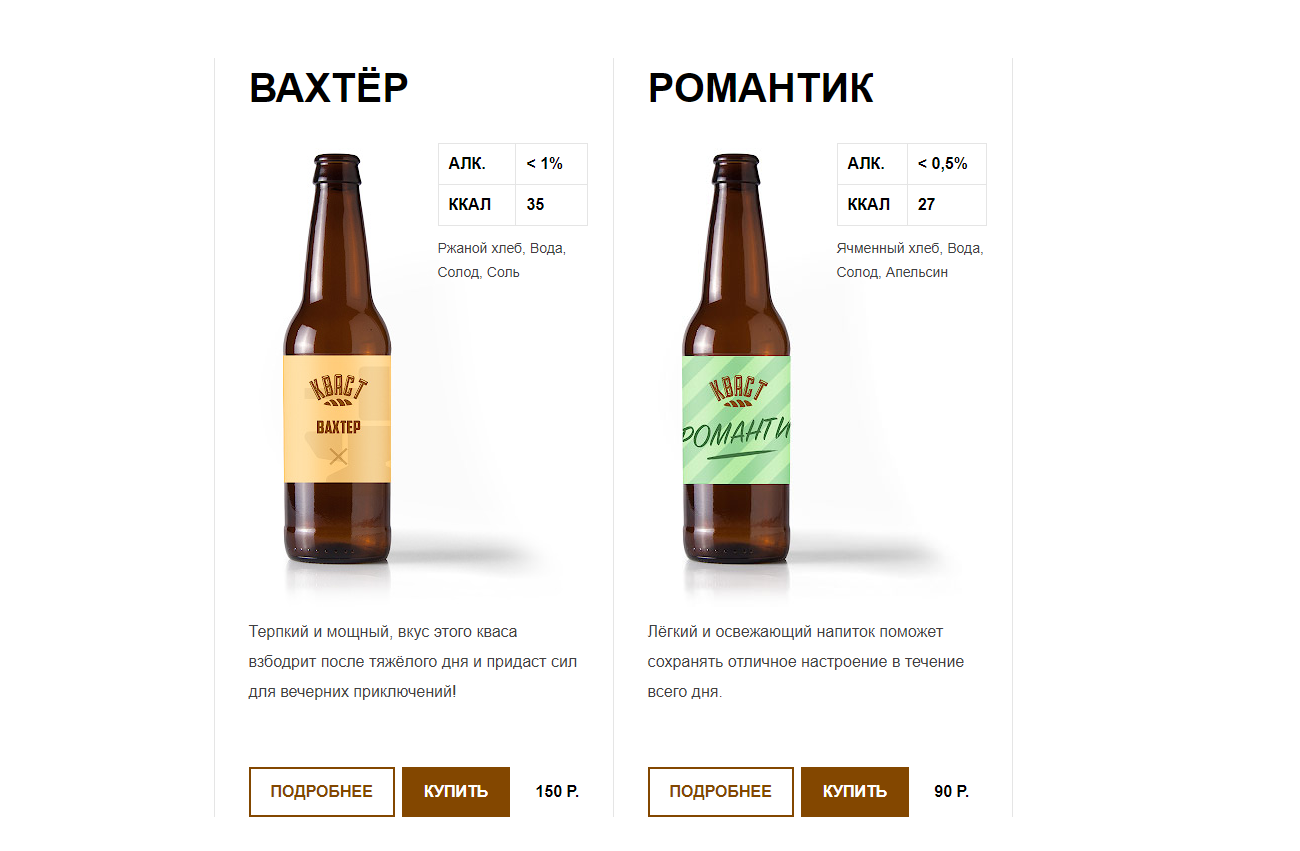 ВАХТЁР
АЛК. < 1%
ККАЛ 35
Ржаной хлеб, Вода,
Солод, Соль
КВАСТ
ВАХТЕР
Терпкий и мощный, вкус этого кваса
взбодрит после тяжёлого дня и придаст сил
для вечерних приключений!
ПОДРОБНЕЕ КУПИТЬ 150 Р.
РОМАНТИК
АЛК. < 0,5%
ККАЛ 27
Ячменный хлеб, Вода,
Солод, Апельсин
КВАСТ
РОМАНТИ
Лёгкий и освежающий напиток поможет
сохранять отличное настроение в течение
всего дня.
ПОДРОБНЕЕ КУПИТЬ 90 Р.